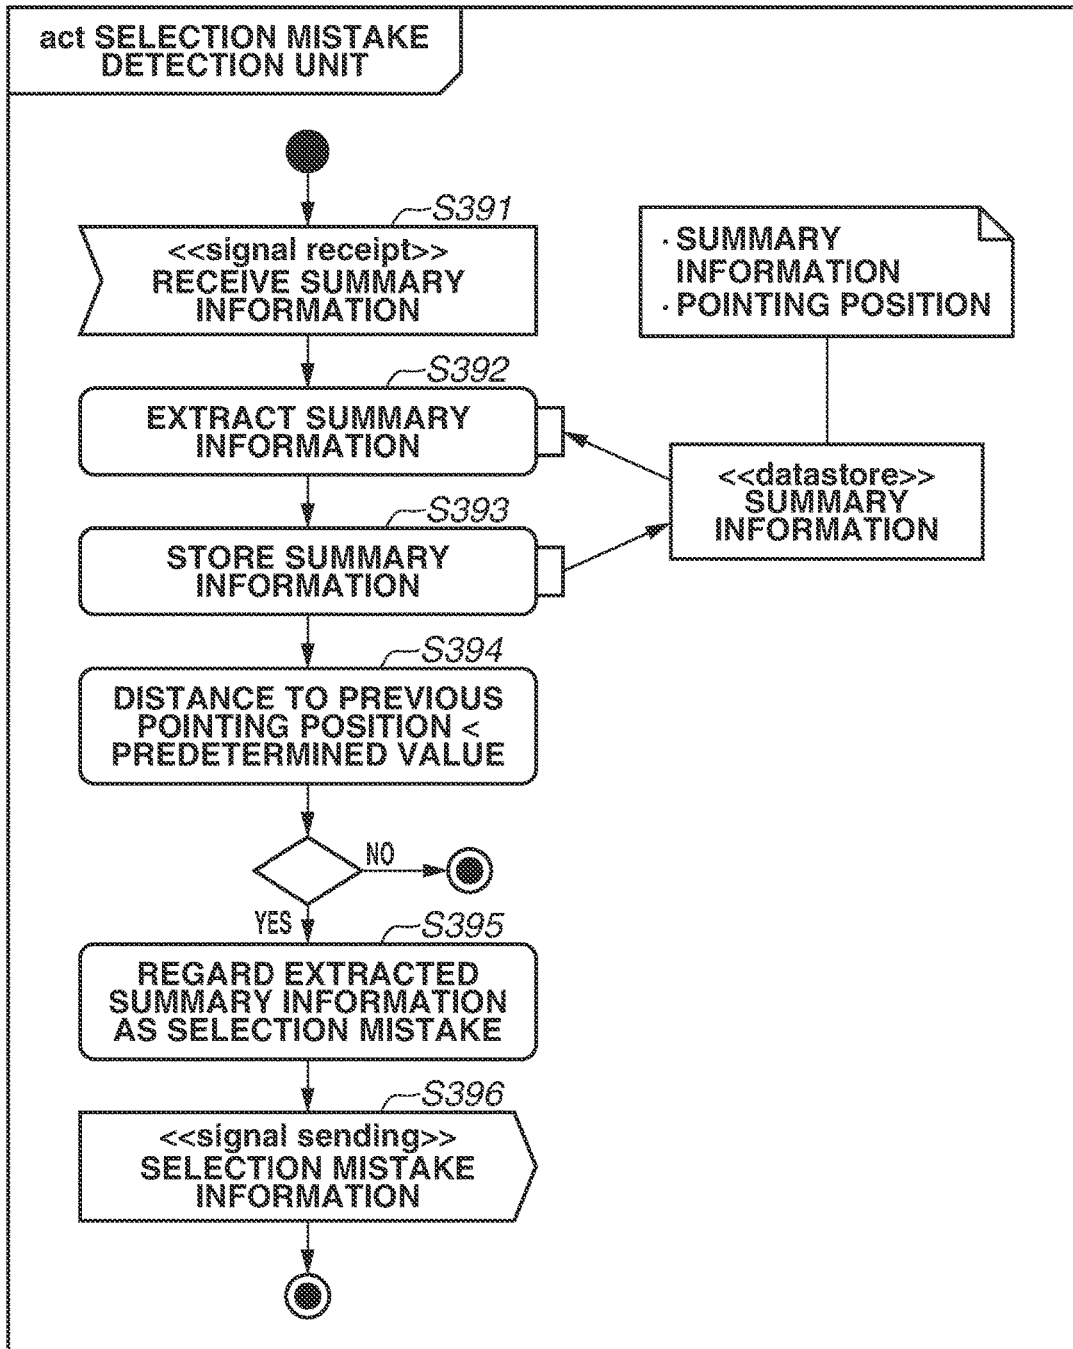 act SELECTION MISTAKE
DETECTION UNIT
S391
<<signal receipt>>
RECEIVE SUMMARY
INFORMATION
· SUMMARY
INFORMATION
· POINTING POSITION
S392
EXTRACT SUMMARY
INFORMATION
<<datastore>>
SUMMARY
INFORMATION
S393
STORE SUMMARY
INFORMATION
S394
DISTANCE TO PREVIOUS
POINTING POSITION <
PREDETERMINED VALUE
NO
YES
S395
REGARD EXTRACTED
SUMMARY INFORMATION
AS SELECTION MISTAKE
S396
<<signal sending>>
SELECTION MISTAKE
INFORMATION